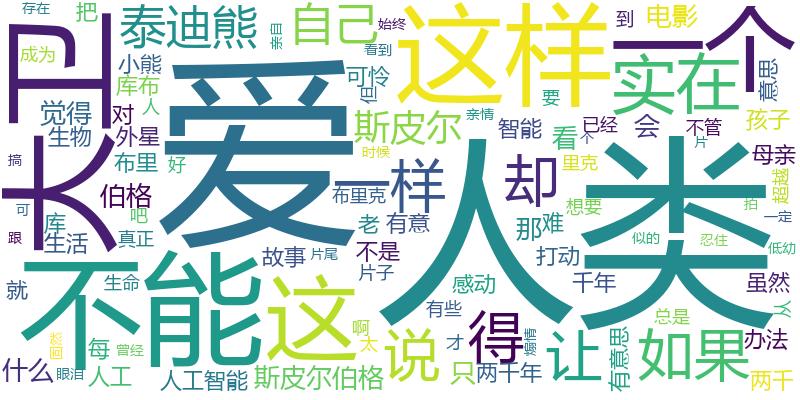 存在
把
泰迪熊
自己
始终
亲自
看到
到
电影
这样
一个
成为
大卫
小熊
可怜
但
实在
意思
库布
觉得
对
人
生物
外星
爱
斯皮尔
要
亲情
智能
看
已经
个
会
不管
孩子
片
搞
布里
好
时候
一样
却
人类
里克
母亲
超越
伯格
布里克
可
库
吧
老
有意
那
难
想要
拍
一定
跟
生活
真正
不是
故事
片尾
片子
打动
似的
忍住
低幼
不能
这
感动
千年
虽然
从
就
生命
有些
总是
啊
说
得
才
煽情
让
有意思
如果
办法
每
曾经
太
什么
眼泪
人工
人工智能
斯皮尔伯格
只
两千年
两千